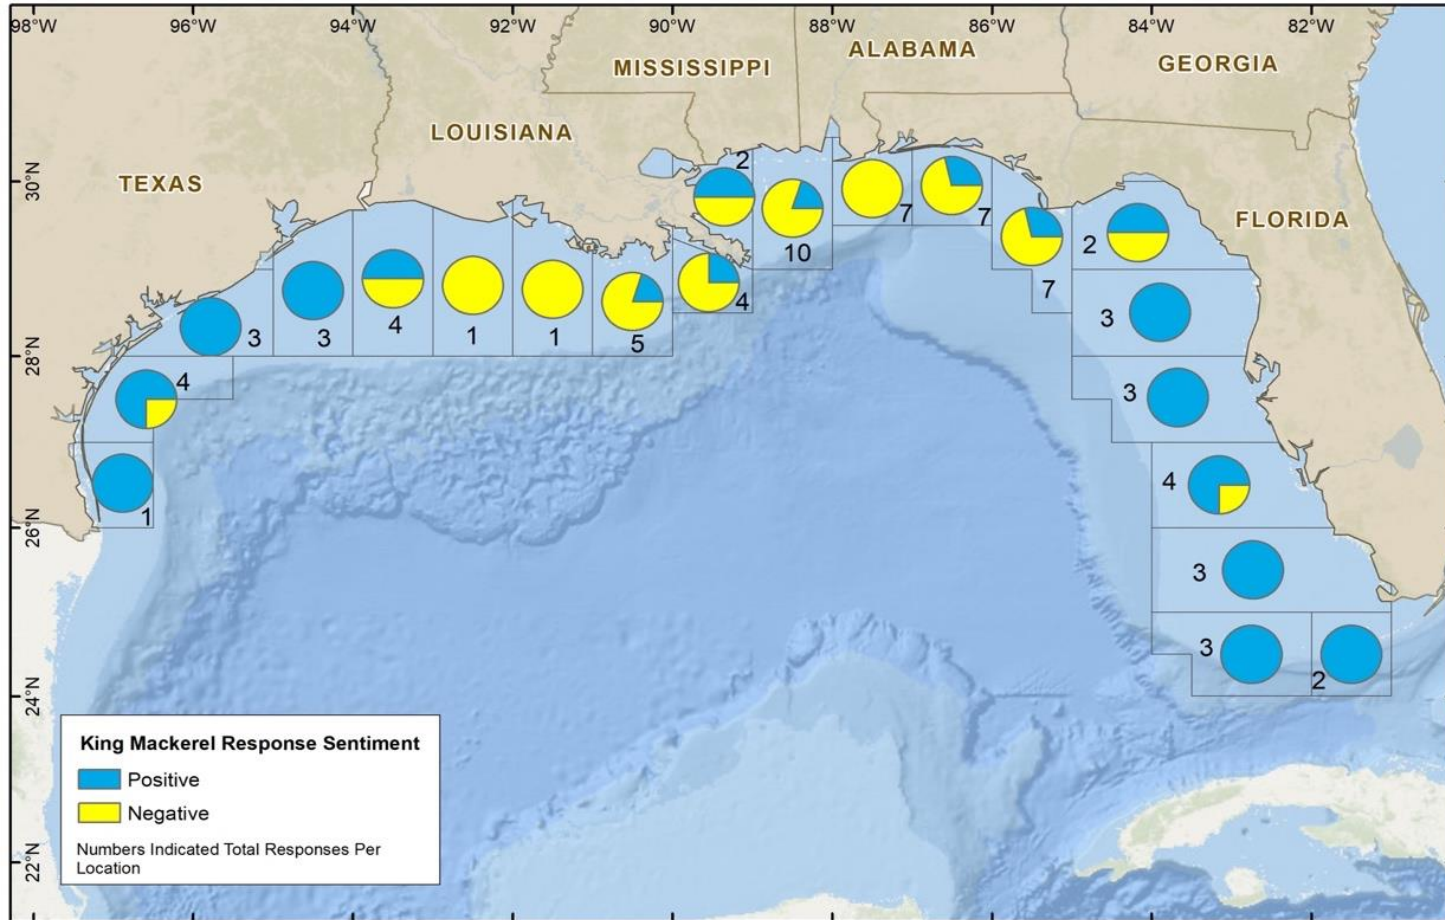 98°W 96°W 94°W 92°W 90°W 88°W 86°W 84°W 82°W
ALABAMA
GEORGIA
MISSISSIPPI
LOUISIANA
TEXAS
FLORIDA
30°N
28°N
26°N
24°N
22°N
2
10
7
7
7
2
3
3
4
1
1
5
4
3
4
1
3
4
3
3
2
King Mackerel Response Sentiment
Positive
Negative
Numbers Indicated Total Responses Per
Location